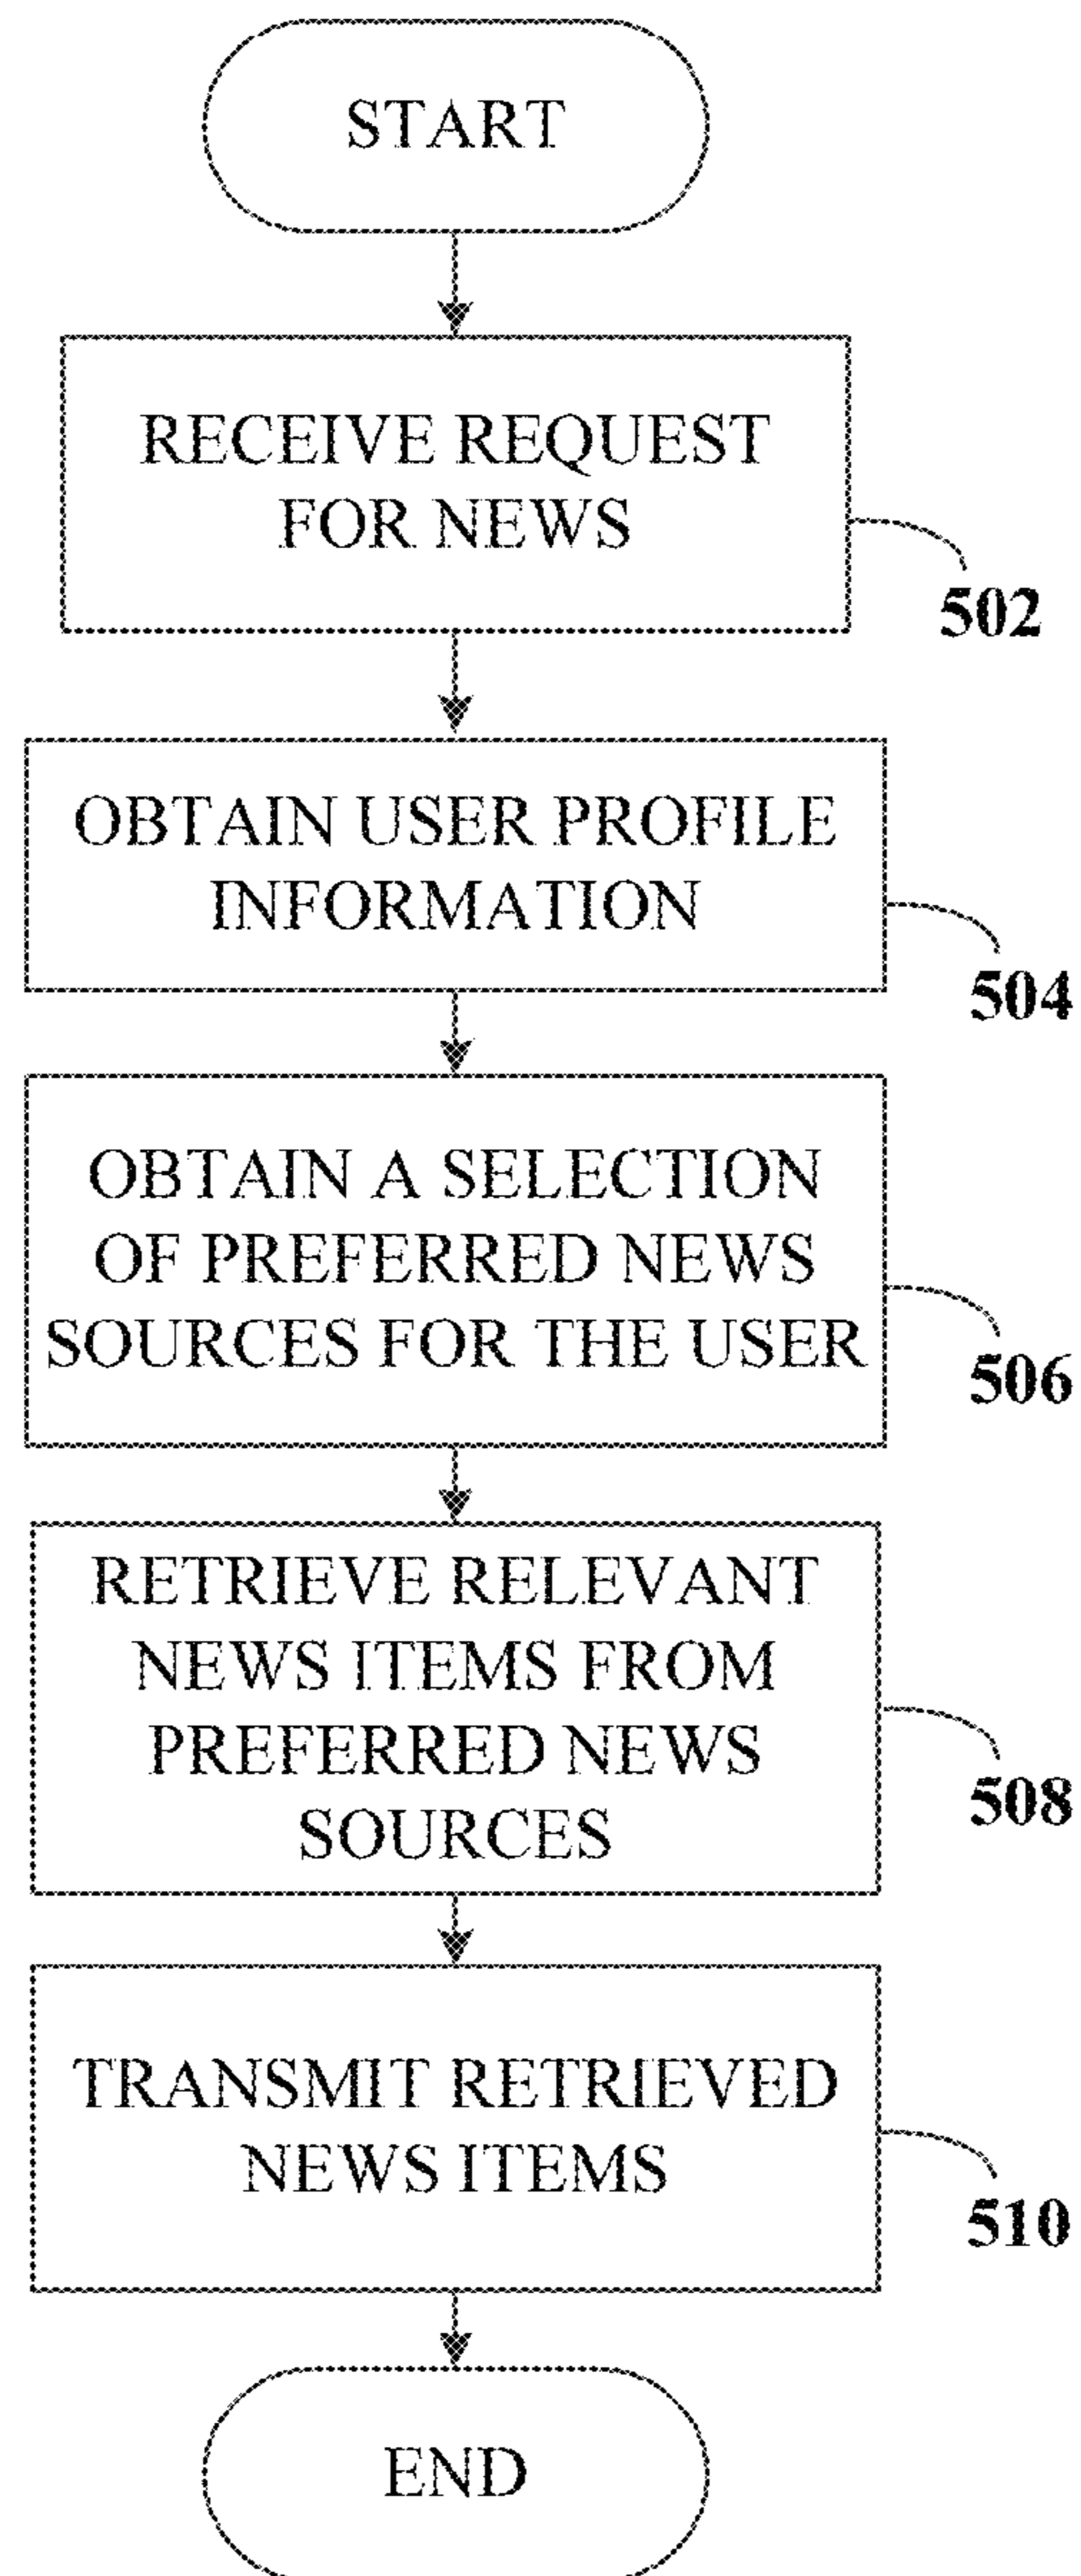 START
RECEIVE REQUEST
FOR NEWS
502
OBTAIN USER PROFILE
INFORMATION
504
OBTAIN A SELECTION
OF PREFERRED NEWS
SOURCES FOR THE USER
506
RETRIEVE RELEVANT
NEWS ITEMS FROM
PREFERRED NEWS
SOURCES
508
TRANSMIT RETRIEVED
NEWS ITEMS
510
END